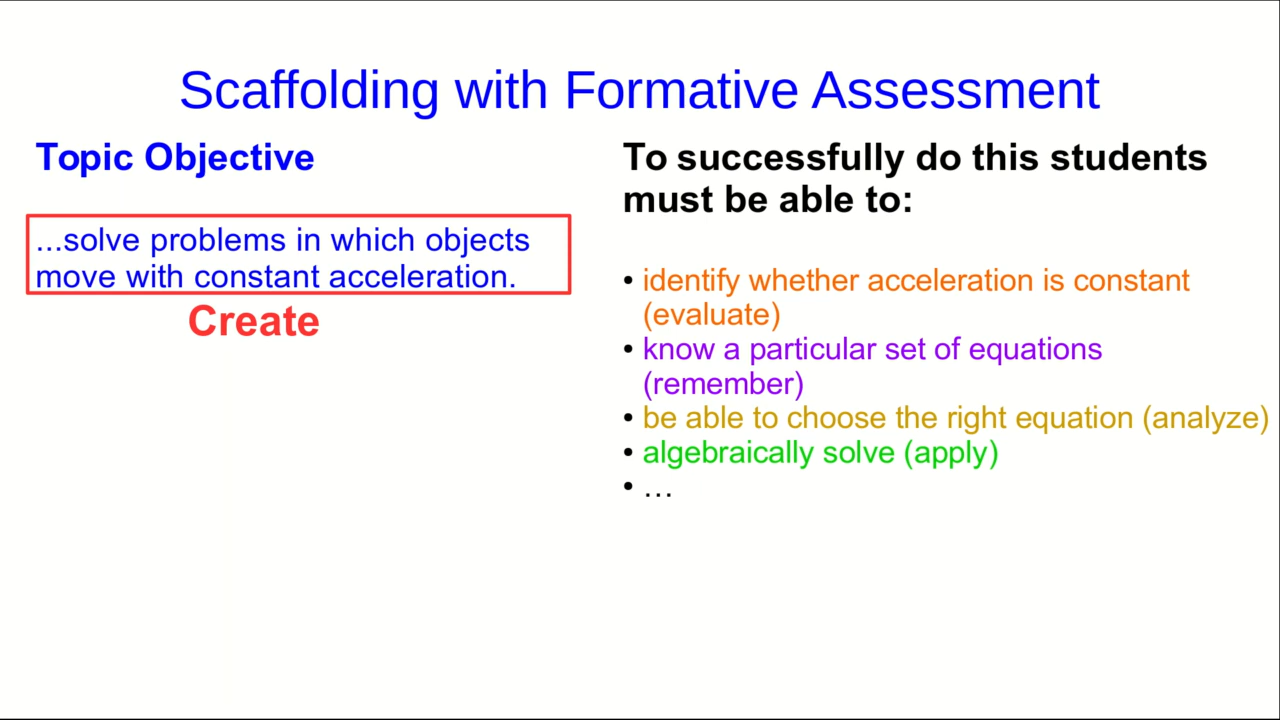 Scaffolding with Formative Assessment
Topic Objective
...solve problems in which objects
move with constant acceleration.
Create
To successfully do this students
must be able to:
• identify whether acceleration is constant
(evaluate)
• know a particular set of equations
(remember)
• be able to choose the right equation (analyze)
• algebraically solve (apply)
• …